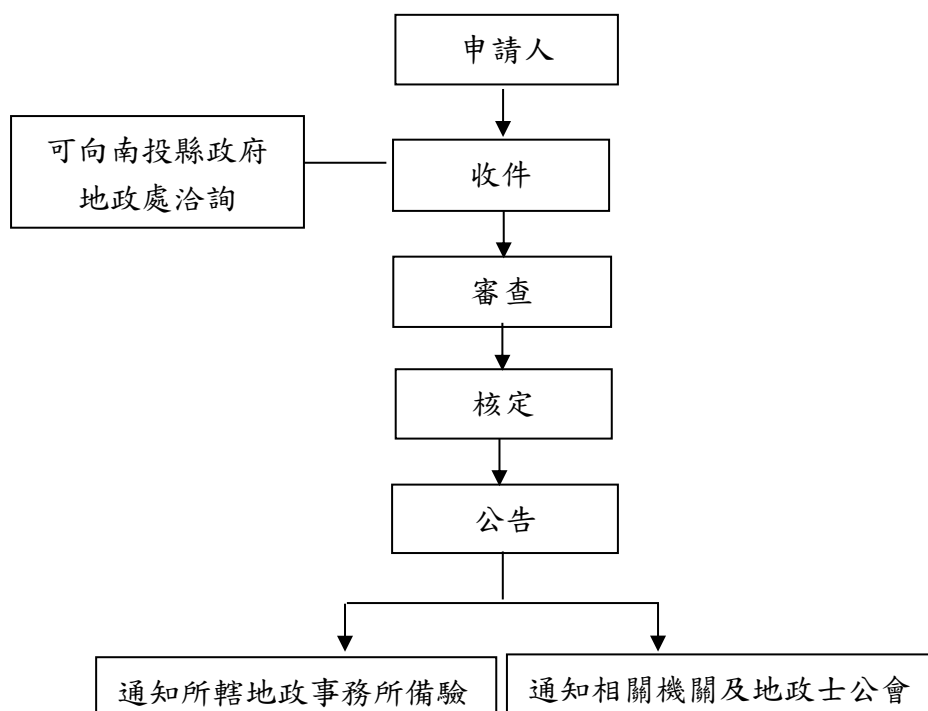 申請人
可向南投縣政府
地政處洽詢
收件
審查
核定
公告
通知所轄地政事務所備驗
通知相關機關及地政士公會